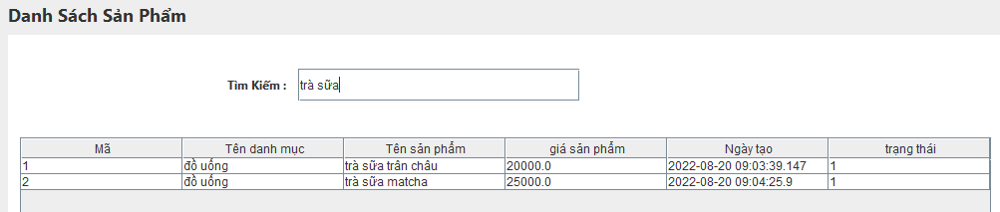 Danh Sách Sản Phẩm
Tìm Kiếm : trà sữa
Mã Tên danh mục Tên sản phẩm giá sản phẩm Ngày tạo trạng thái
1 đồ uống trà sữa trân châu 20000.0 2022-08-20 09:03:39.147 1
2 đồ uống trà sữa matcha 25000.0 2022-08-20 09:04:25.9 1